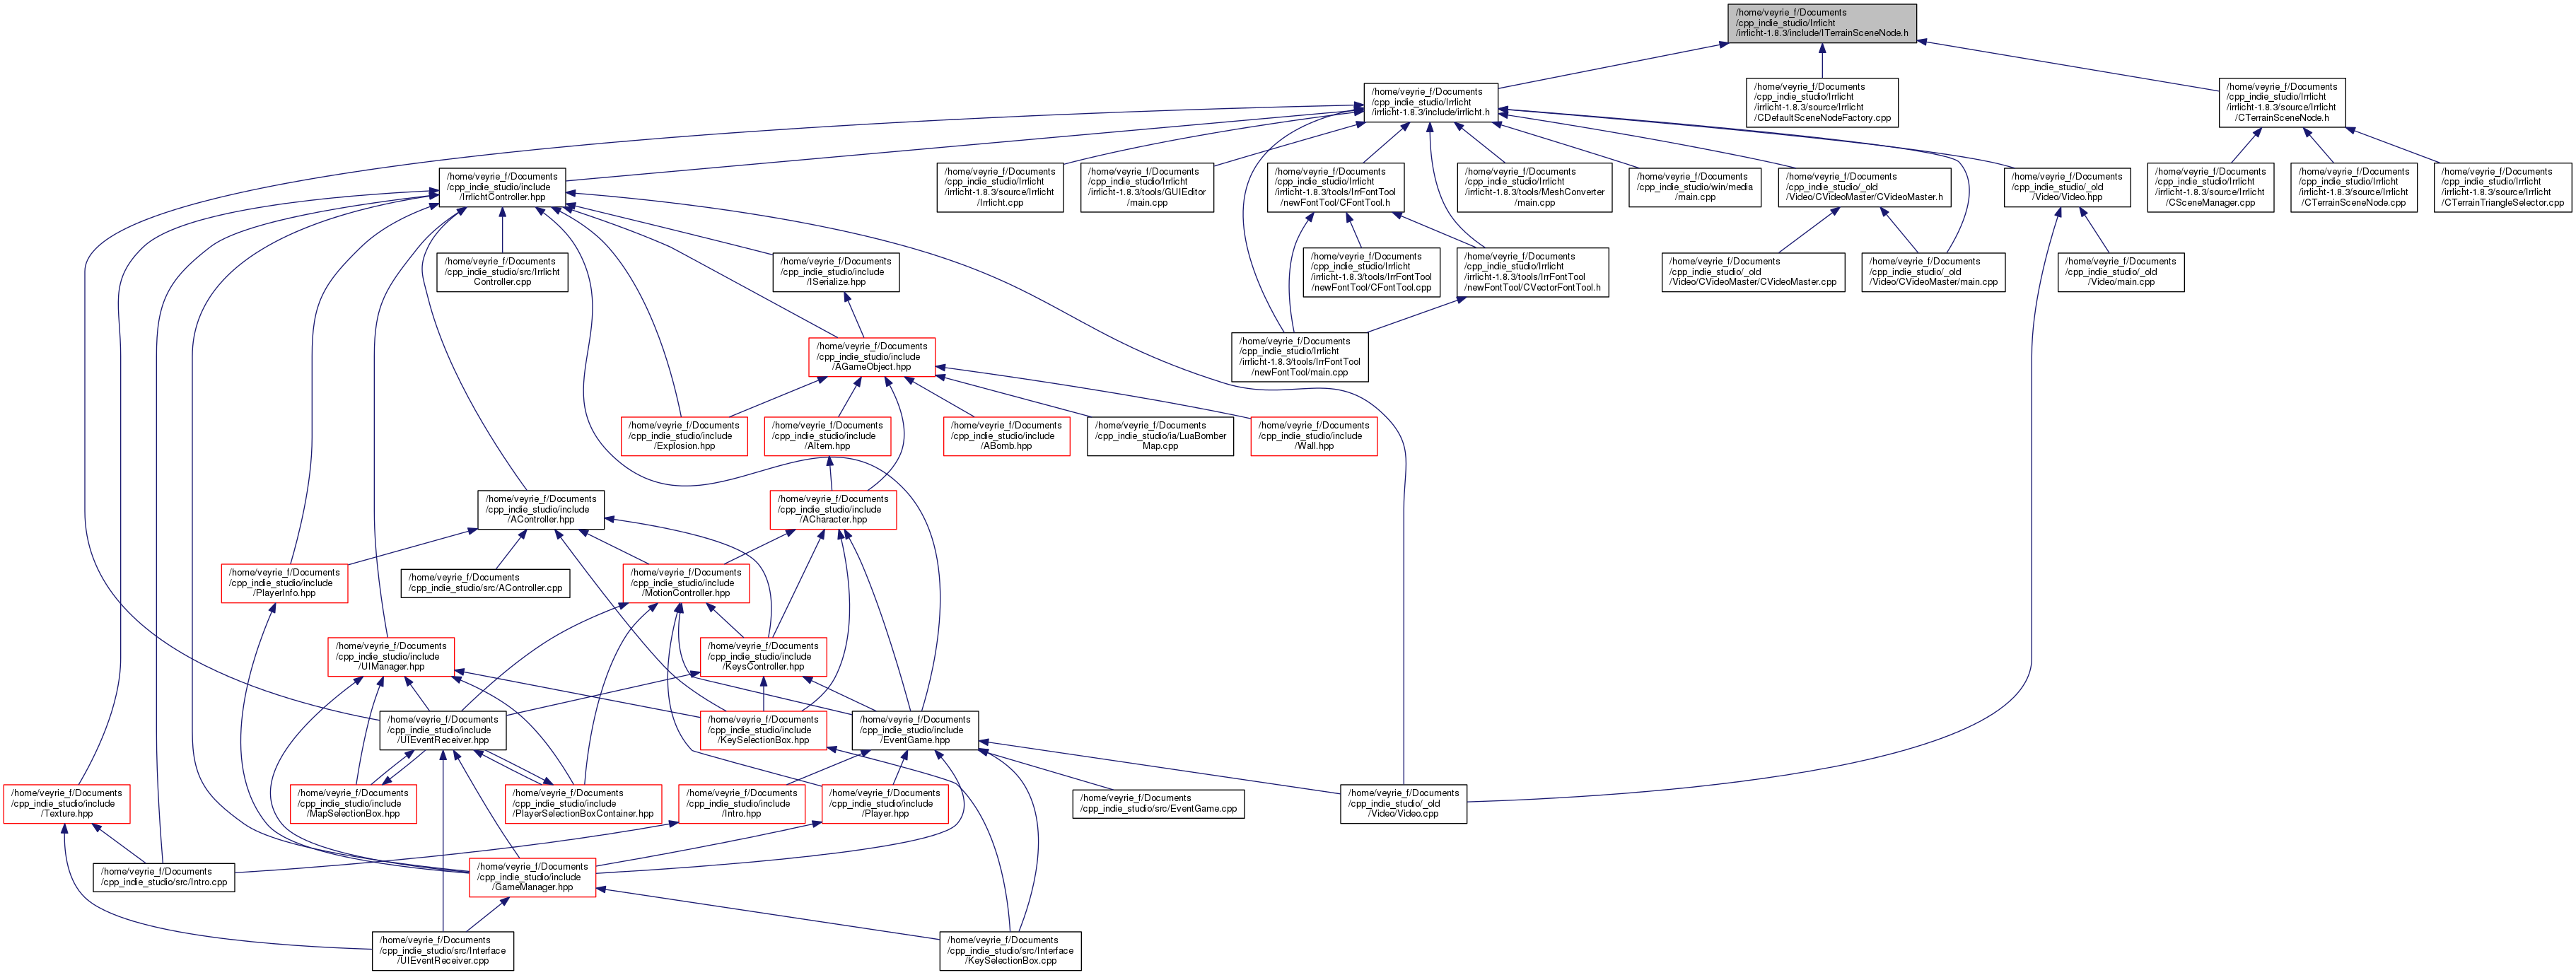 /home/veyrie_f/Documents
/cpp_indie_studio/Irrlicht
/irrlicht-1.8.3/include/ITerrainSceneNode.h
/home/veyrie_f/Documents
/cpp_indie_studio/Irrlicht
/irrlicht-1.8.3/include/irrlicht.h
/home/veyrie_f/Documents
/cpp_indie_studio/Irrlicht
/irrlicht-1.8.3/source/Irrlicht
/CDefaultSceneNodeFactory.cpp
/home/veyrie_f/Documents
/cpp_indie_studio/Irrlicht
/irrlicht-1.8.3/source/Irrlicht
/CTerrainSceneNode.h
/home/veyrie_f/Documents
/cpp_indie_studio/include
/IrrlichtController.hpp
/home/veyrie_f/Documents
/cpp_indie_studio/Irrlicht
/irrlicht-1.8.3/source/Irrlicht
/Irrlicht.cpp
/home/veyrie_f/Documents
/cpp_indie_studio/Irrlicht
/irrlicht-1.8.3/tools/GUIEditor
/main.cpp
/home/veyrie_f/Documents
/cpp_indie_studio/Irrlicht
/irrlicht-1.8.3/tools/IrrFontTool
/newFontTool/CFontTool.h
/home/veyrie_f/Documents
/cpp_indie_studio/Irrlicht
/irrlicht-1.8.3/tools/MeshConverter
/main.cpp
/home/veyrie_f/Documents
/cpp_indie_studio/win/media
/main.cpp
/home/veyrie_f/Documents
/cpp_indie_studio/_old
/Video/CVideoMaster/CVideoMaster.h
/home/veyrie_f/Documents
/cpp_indie_studio/_old
/Video/Video.hpp
/home/veyrie_f/Documents
/cpp_indie_studio/Irrlicht
/irrlicht-1.8.3/source/Irrlicht
/CSceneManager.cpp
/home/veyrie_f/Documents
/cpp_indie_studio/Irrlicht
/irrlicht-1.8.3/source/Irrlicht
/CTerrainSceneNode.cpp
/home/veyrie_f/Documents
/cpp_indie_studio/Irrlicht
/irrlicht-1.8.3/source/Irrlicht
/CTerrainTriangleSelector.cpp
/home/veyrie_f/Documents
/cpp_indie_studio/src/Irrlicht
Controller.cpp
/home/veyrie_f/Documents
/cpp_indie_studio/include
/ISerialize.hpp
/home/veyrie_f/Documents
/cpp_indie_studio/Irrlicht
/irrlicht-1.8.3/tools/IrrFontTool
/newFontTool/CFontTool.cpp
/home/veyrie_f/Documents
/cpp_indie_studio/Irrlicht
/irrlicht-1.8.3/tools/IrrFontTool
/newFontTool/CVectorFontTool.h
/home/veyrie_f/Documents
/cpp_indie_studio/_old
/Video/CVideoMaster/CVideoMaster.cpp
/home/veyrie_f/Documents
/cpp_indie_studio/_old
/Video/CVideoMaster/main.cpp
/home/veyrie_f/Documents
/cpp_indie_studio/_old
/Video/main.cpp
/home/veyrie_f/Documents
/cpp_indie_studio/include
/AGameObject.hpp
/home/veyrie_f/Documents
/cpp_indie_studio/Irrlicht
/irrlicht-1.8.3/tools/IrrFontTool
/newFontTool/main.cpp
/home/veyrie_f/Documents
/cpp_indie_studio/include
/Explosion.hpp
/home/veyrie_f/Documents
/cpp_indie_studio/include
/AItem.hpp
/home/veyrie_f/Documents
/cpp_indie_studio/include
/ABomb.hpp
/home/veyrie_f/Documents
/cpp_indie_studio/ia/LuaBomber
Map.cpp
/home/veyrie_f/Documents
/cpp_indie_studio/include
/Wall.hpp
/home/veyrie_f/Documents
/cpp_indie_studio/include
/AController.hpp
/home/veyrie_f/Documents
/cpp_indie_studio/include
/ACharacter.hpp
/home/veyrie_f/Documents
/cpp_indie_studio/include
/PlayerInfo.hpp
/home/veyrie_f/Documents
/cpp_indie_studio/src/AController.cpp
/home/veyrie_f/Documents
/cpp_indie_studio/include
/MotionController.hpp
/home/veyrie_f/Documents
/cpp_indie_studio/include
/UIManager.hpp
/home/veyrie_f/Documents
/cpp_indie_studio/include
/KeysController.hpp
/home/veyrie_f/Documents
/cpp_indie_studio/include
/UIEventReceiver.hpp
/home/veyrie_f/Documents
/cpp_indie_studio/include
/KeySelectionBox.hpp
/home/veyrie_f/Documents
/cpp_indie_studio/include
/EventGame.hpp
/home/veyrie_f/Documents
/cpp_indie_studio/include
/Texture.hpp
/home/veyrie_f/Documents
/cpp_indie_studio/include
/MapSelectionBox.hpp
/home/veyrie_f/Documents
/cpp_indie_studio/include
/PlayerSelectionBoxContainer.hpp
/home/veyrie_f/Documents
/cpp_indie_studio/include
/Intro.hpp
/home/veyrie_f/Documents
/cpp_indie_studio/include
/Player.hpp
/home/veyrie_f/Documents
/cpp_indie_studio/src/EventGame.cpp
/home/veyrie_f/Documents
/cpp_indie_studio/_old
/Video/Video.cpp
/home/veyrie_f/Documents
/cpp_indie_studio/src/Intro.cpp
/home/veyrie_f/Documents
/cpp_indie_studio/include
/GameManager.hpp
/home/veyrie_f/Documents
/cpp_indie_studio/src/Interface
/UIEventReceiver.cpp
/home/veyrie_f/Documents
/cpp_indie_studio/src/Interface
/KeySelectionBox.cpp